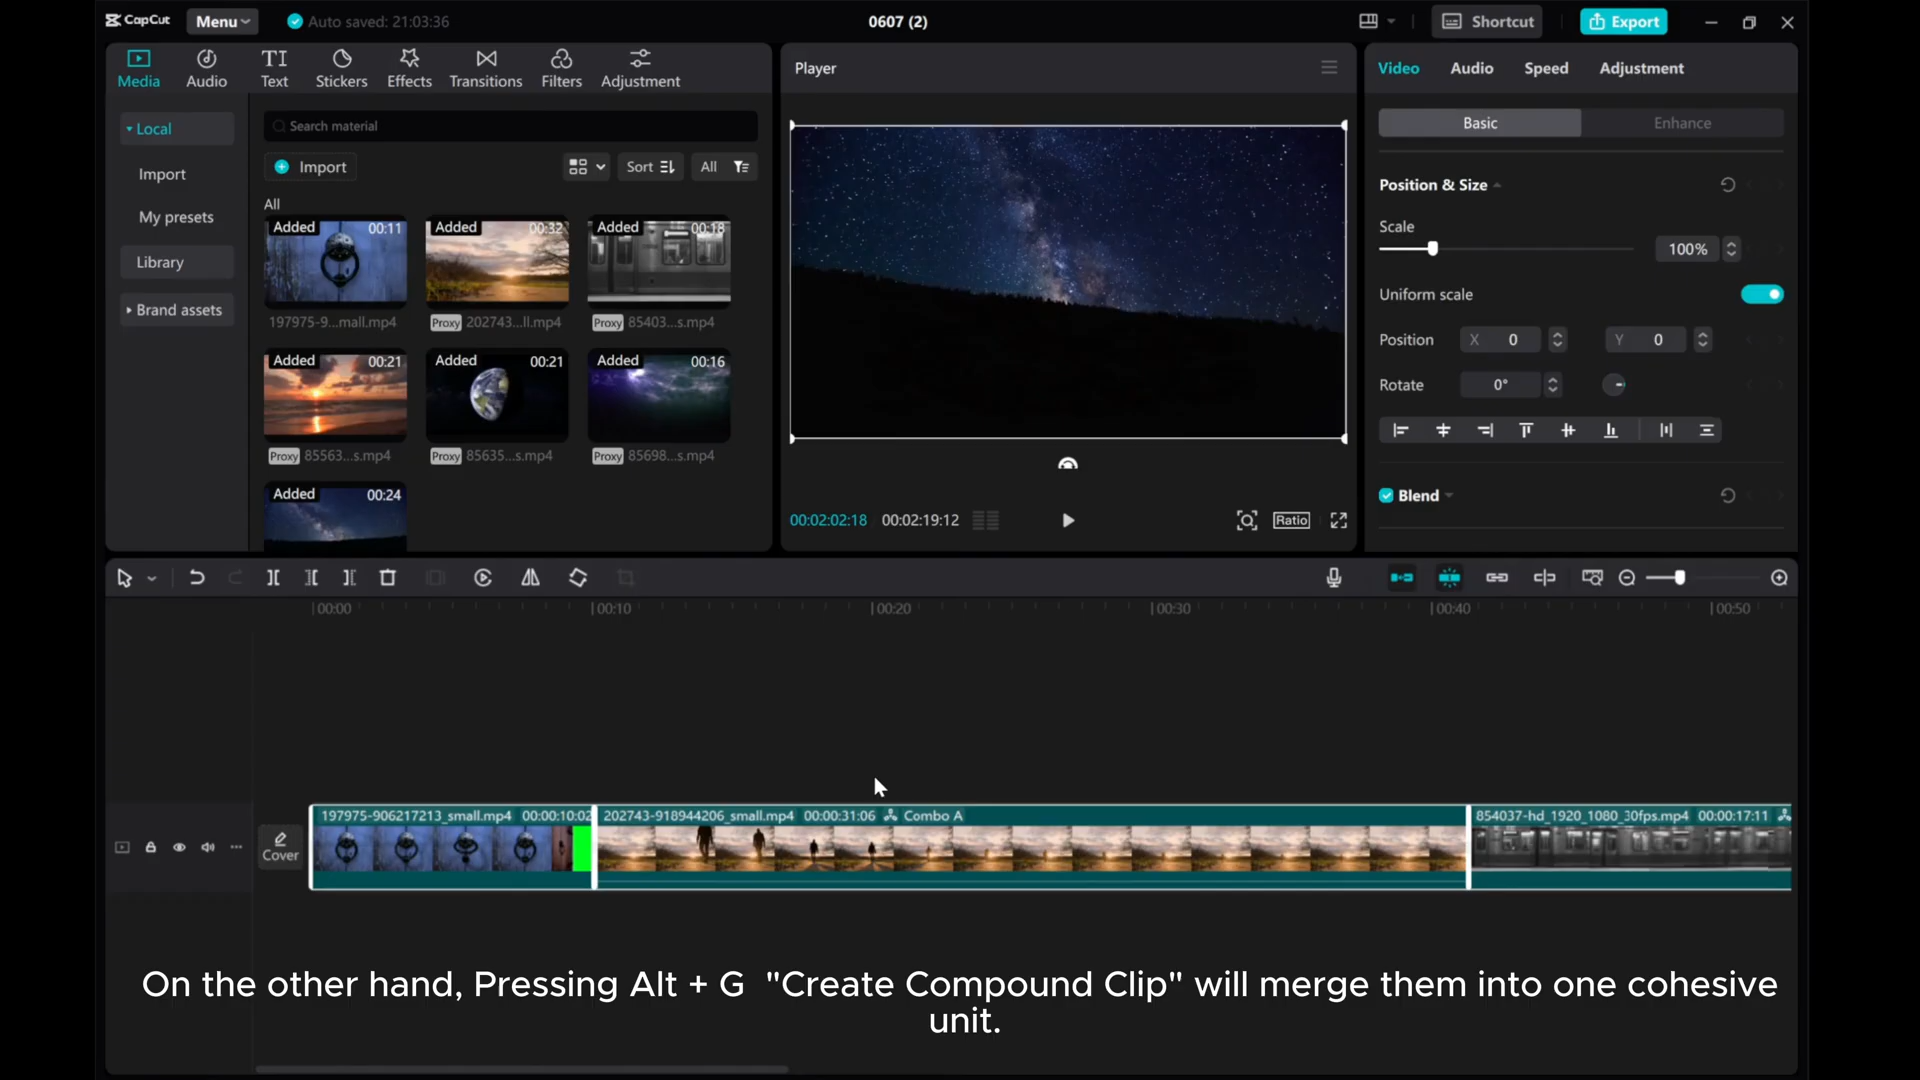 CapCut
Menu
Auto saved: 21:03:36
0607 (2)
Shortcut
Export
Media
Audio
Text
Stickers
Effects
Transitions
Filters
Adjustment
Player
Video
Audio
Speed
Adjustment
Local
Import
My presets
Library
Brand assets
Search material
Import
Sort
All
All
Added 00:11
Added 00:32
Added 00:18
197975-9...mall.mp4
Proxy 202743...ll.mp4
Proxy 85403...s.mp4
Added 00:21
Added 00:21
Added 00:16
Proxy 85563...s.mp4
Proxy 85635...s.mp4
Proxy 85698...s.mp4
Added 00:24
00:02:02:18
00:02:19:12
Ratio
Basic
Enhance
Position & Size
Scale
100%
Uniform scale
Position X 0 Y 0
Rotate 0°
Blend
00:00
00:10
00:20
00:30
00:40
00:50
Cover
197975-906217213_small.mp4 00:00:10:02
202743-918944206_small.mp4 00:00:31:06 Combo A
854037-hd_1920_1080_30fps.mp4 00:00:17:11
On the other hand, Pressing Alt + G "Create Compound Clip" will merge them into one cohesive
unit.